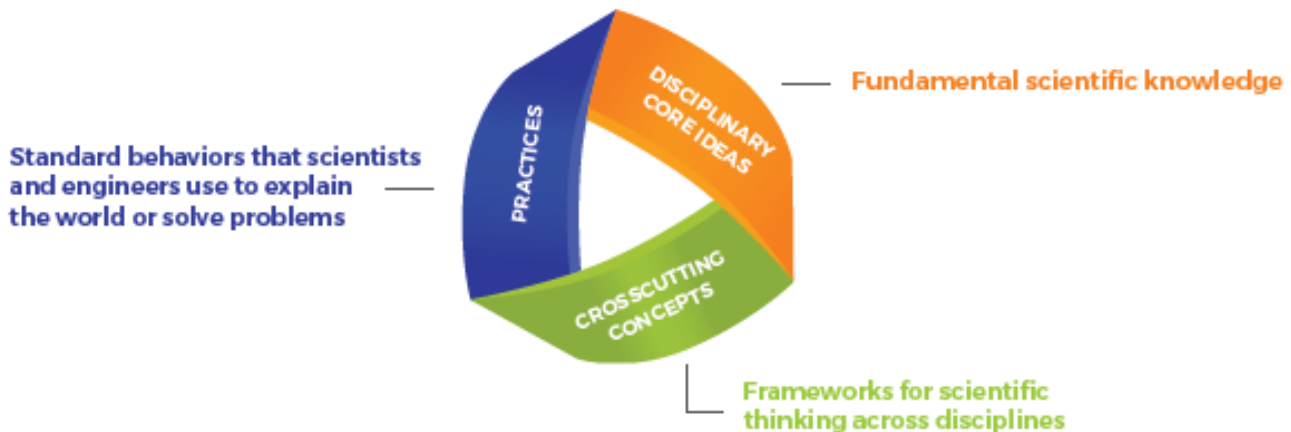 DISCIPLINARY
CORE IDEAS
Fundamental scientific knowledge
PRACTICES
Standard behaviors that scientists
and engineers use to explain
the world or solve problems
CROSSCUTTING
CONCEPTS
Frameworks for scientific
thinking across disciplines